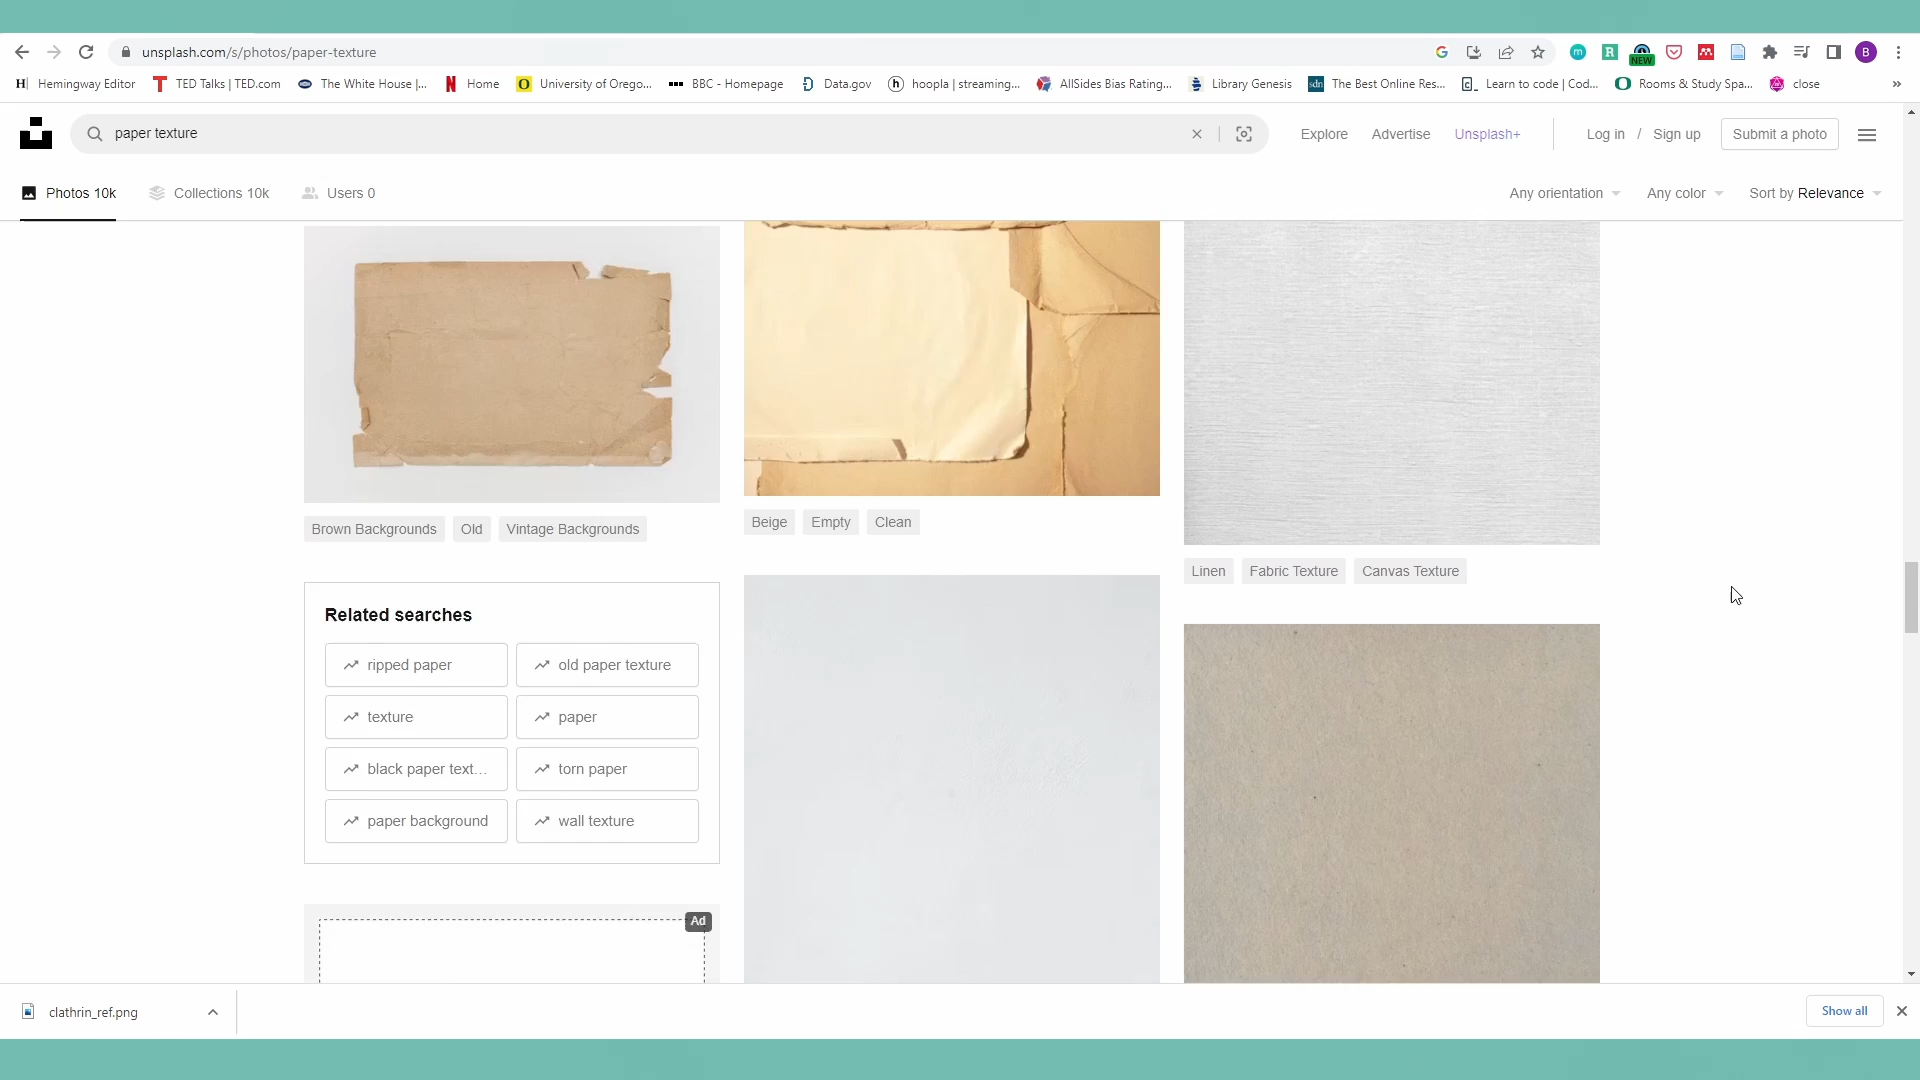 unsplash.com/s/photos/paper-texture
NEW
B
Hemingway Editor
TED Talks | TED.com
The White House |...
Home
University of Orego...
BBC - Homepage
Data.gov
hoopla | streaming...
AllSides Bias Rating...
Library Genesis
The Best Online Res...
Learn to code | Cod...
Rooms & Study Spa...
close
»
paper texture
Explore
Advertise
Unsplash+
Log in / Sign up
Submit a photo
Photos 10k
Collections 10k
Users 0
Any orientation
Any color
Sort by Relevance
Brown Backgrounds
Old
Vintage Backgrounds
Beige
Empty
Clean
Linen
Fabric Texture
Canvas Texture
Related searches
ripped paper
old paper texture
texture
paper
black paper text...
torn paper
paper background
wall texture
Ad
clathrin_ref.png
Show all